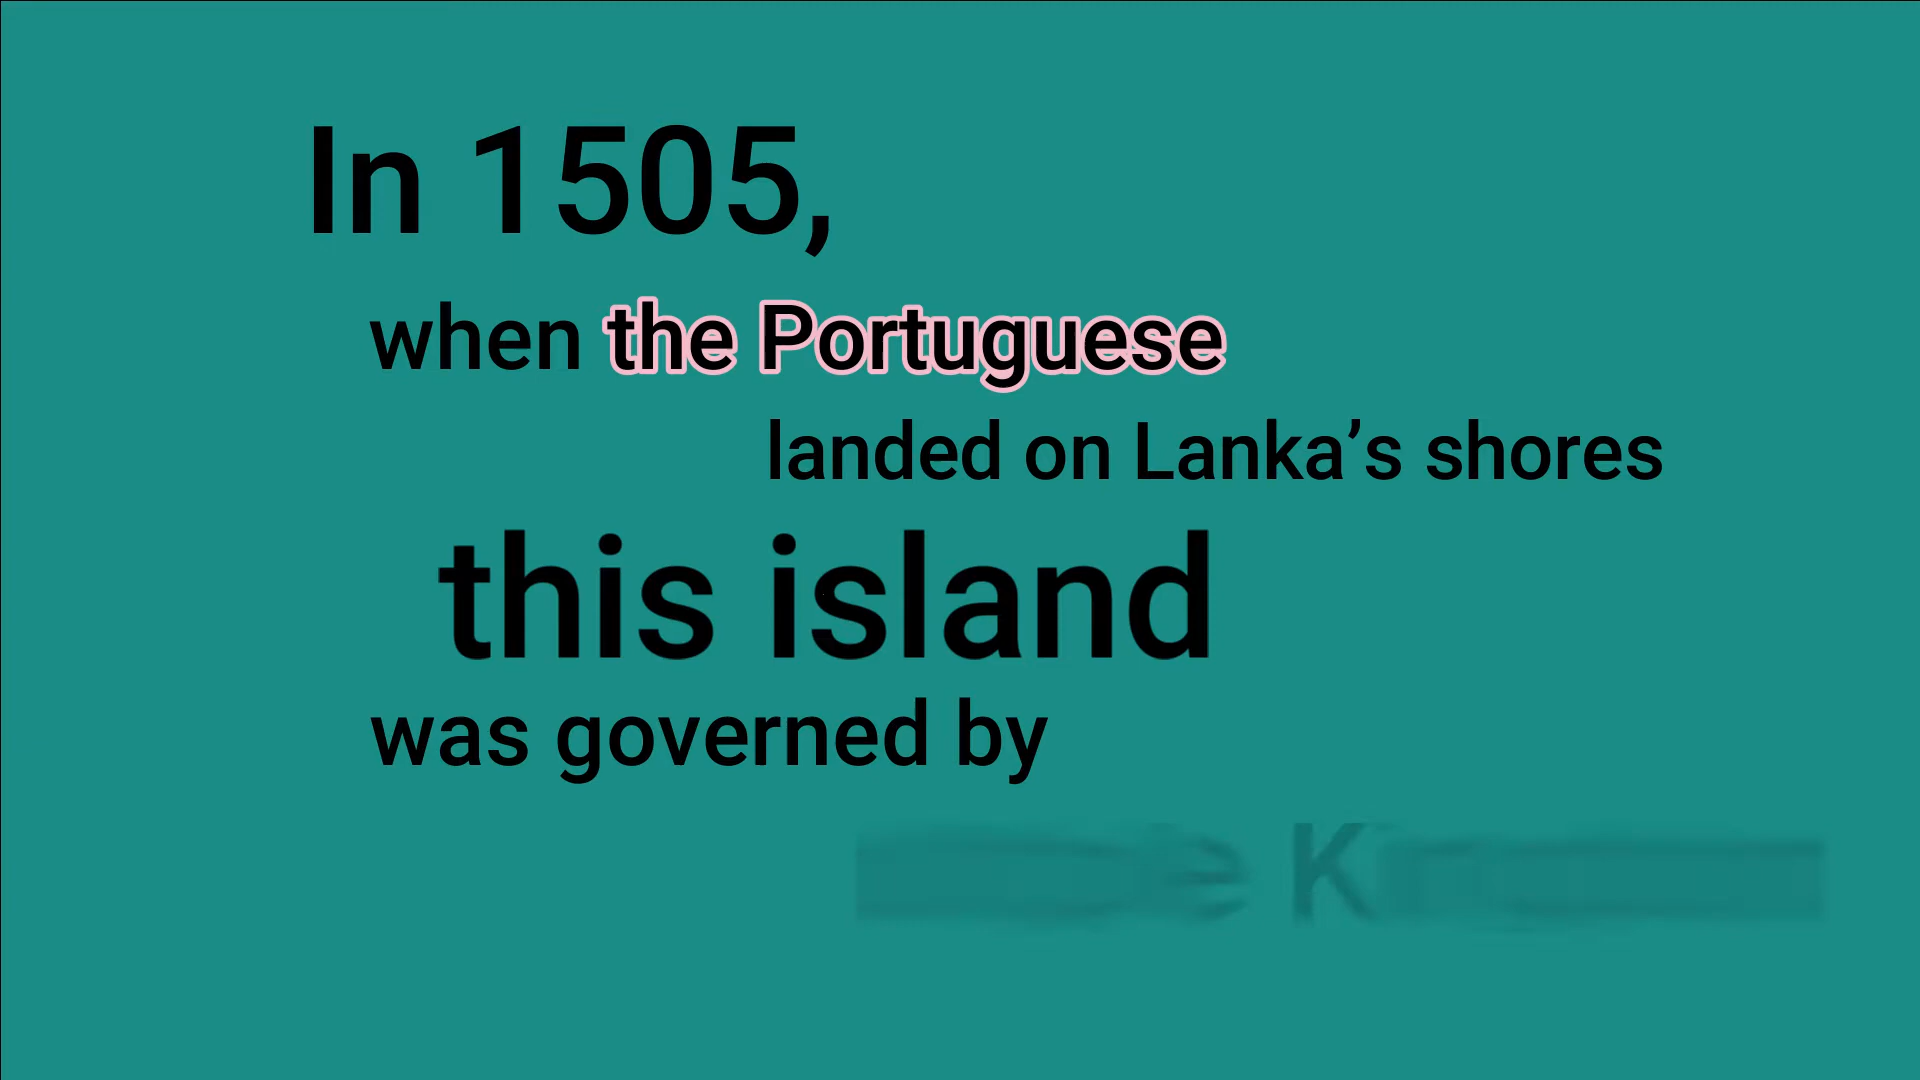 In 1505,
when the Portuguese
landed on Lanka’s shores
this island
was governed by